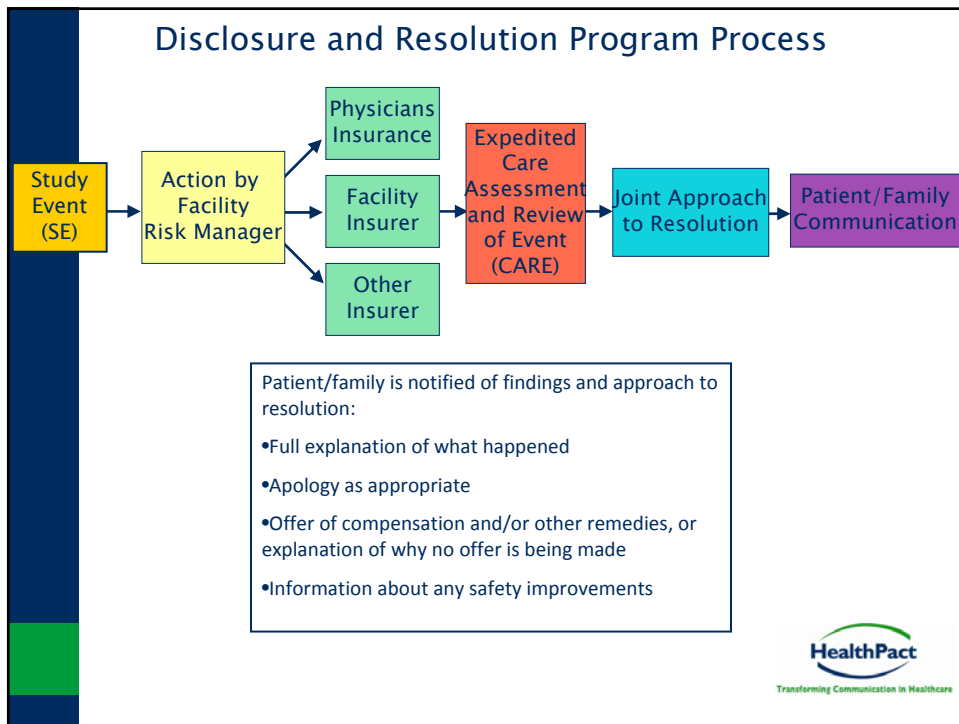 Disclosure and Resolution Program Process
Study
Event
(SE)
Action by
Facility
Risk Manager
Physicians
Insurance
Facility
Insurer
Other
Insurer
Expedited
Care
Assessment
and Review
of Event
(CARE)
Joint Approach
to Resolution
Patient/Family
Communication
Patient/family is notified of findings and approach to
resolution:
•Full explanation of what happened
•Apology as appropriate
•Offer of compensation and/or other remedies, or
explanation of why no offer is being made
•Information about any safety improvements
HealthPact
Transforming Communication in Healthcare